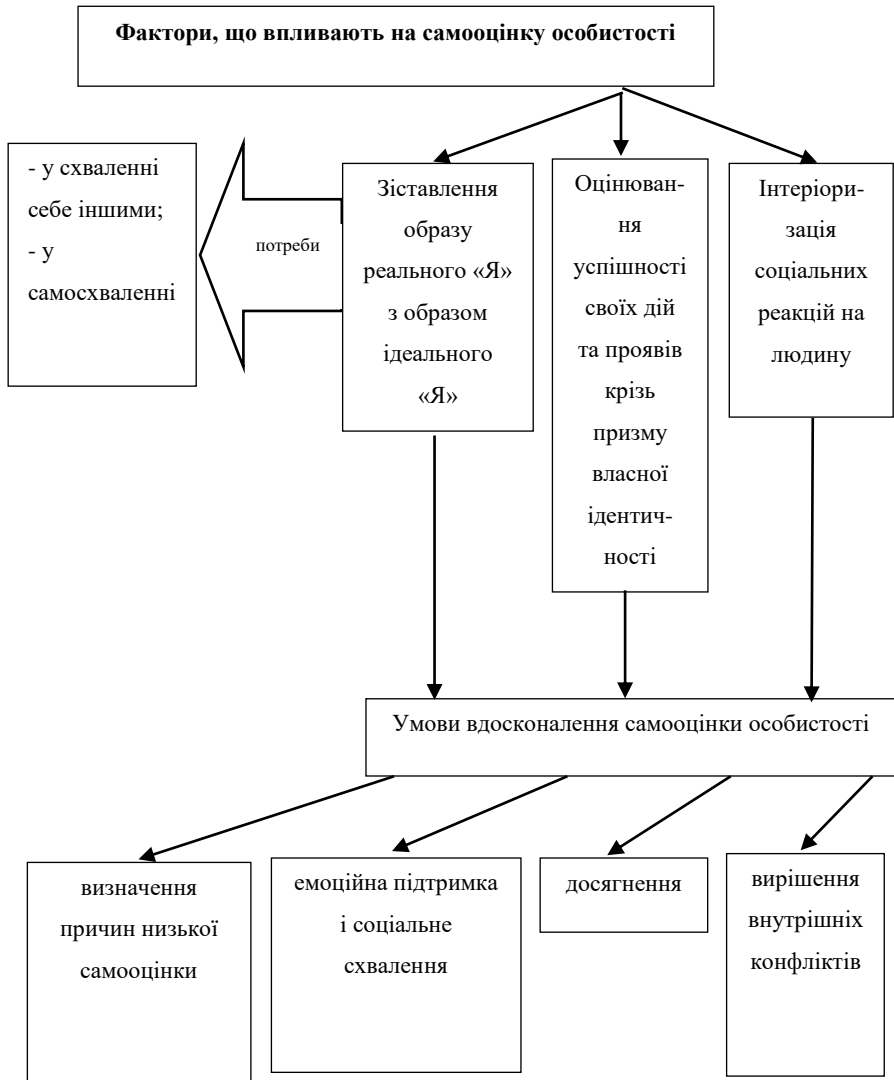 Фактори, що впливають на самооцінку особистості
- у схваленні
себе іншими;
- у
самосхваленні
потреби
Зіставлення
образу
реального «Я»
з образом
ідеального
«Я»
Оцінюван-
ня
успішності
своїх дій
та проявів
крізь
призму
власної
ідентич-
ності
Інтеріори-
зація
соціальних
реакцій на
людину
Умови вдосконалення самооцінки особистості
визначення
причин низької
самооцінки
емоційна підтримка
і соціальне
схвалення
досягнення
вирішення
внутрішніх
конфліктів